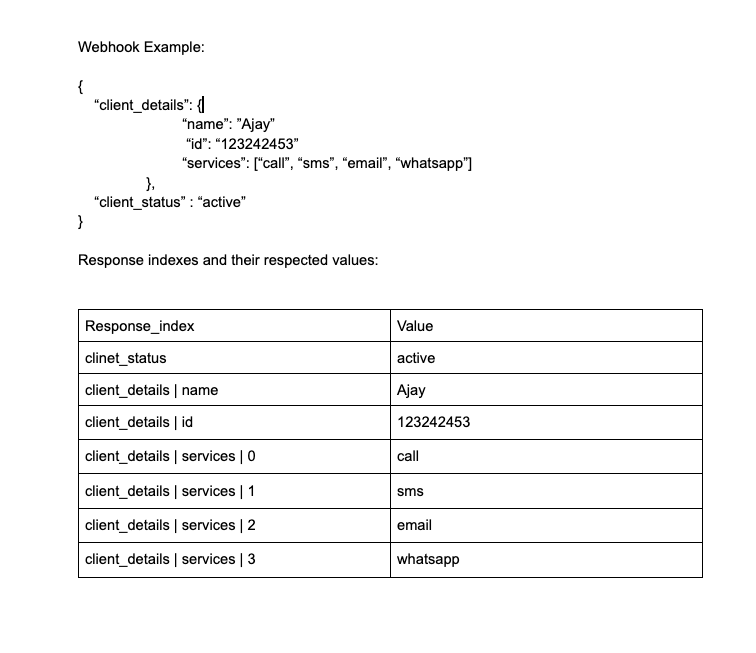 Webhook Example:
{
“client_details”: {
“name”: ”Ajay”
“id”: “123242453”
“services”: [“call”, “sms”, “email”, “whatsapp”]
},
“client_status” : “active”
}
Response indexes and their respected values:
Response_index Value
clinet_status active
client_details | name Ajay
client_details | id 123242453
client_details | services | 0 call
client_details | services | 1 sms
client_details | services | 2 email
client_details | services | 3 whatsapp